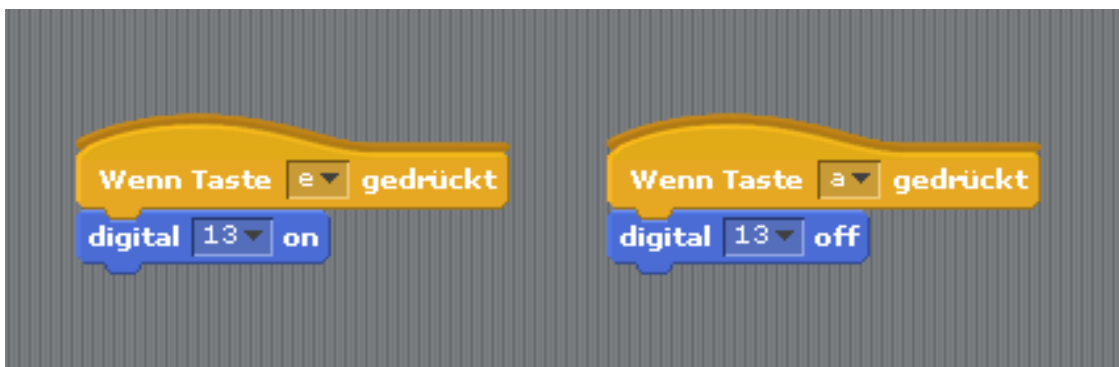 Wenn Taste e gedrückt
digital 13 on
Wenn Taste a gedrückt
digital 13 off